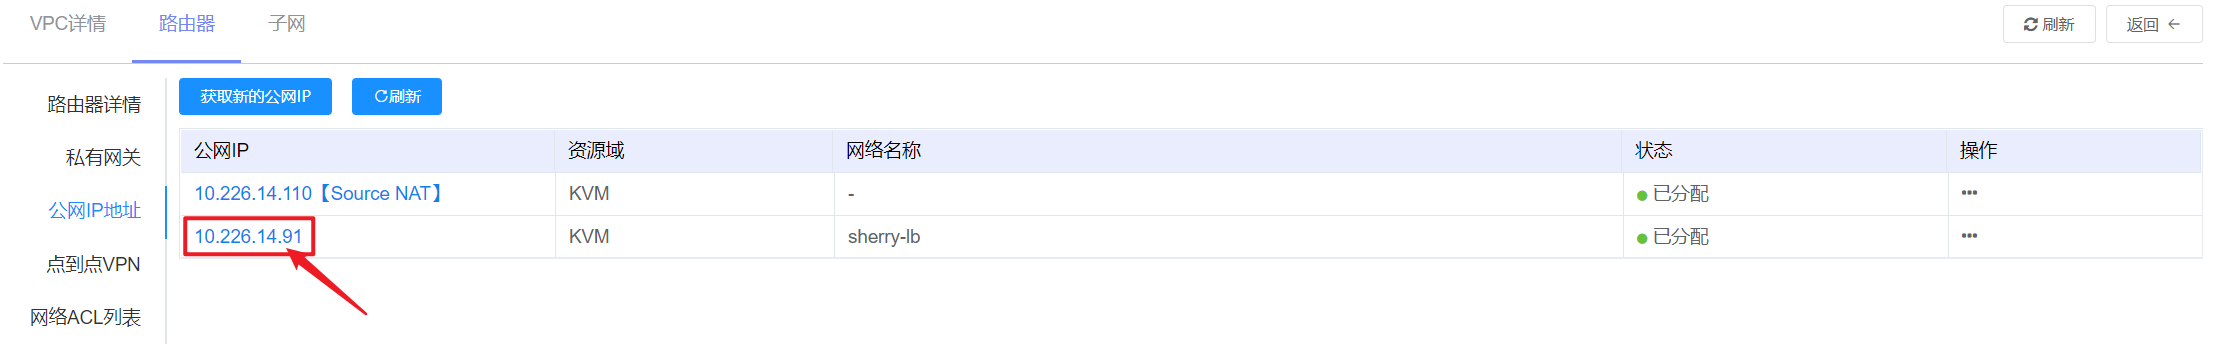 VPC详情 路由器 子网 刷新 返回 ←
路由器详情
私有网关
公网IP地址
点到点VPN
网络ACL列表
获取新的公网IP 刷新
公网IP 资源域 网络名称 状态 操作
10.226.14.110【Source NAT】 KVM - 已分配 •••
10.226.14.91 KVM sherry-lb 已分配 •••